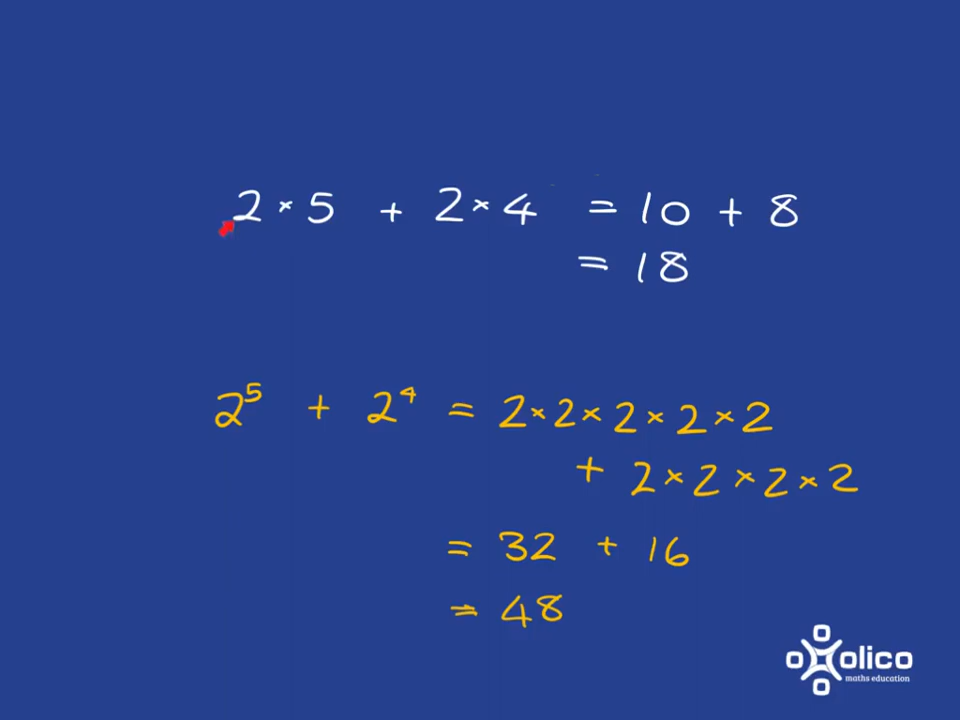 2 × 5 + 2 × 4 = 10 + 8
= 18
2⁵ + 2⁴ = 2 × 2 × 2 × 2 × 2
+ 2 × 2 × 2 × 2
= 32 + 16
= 48
olico
maths education